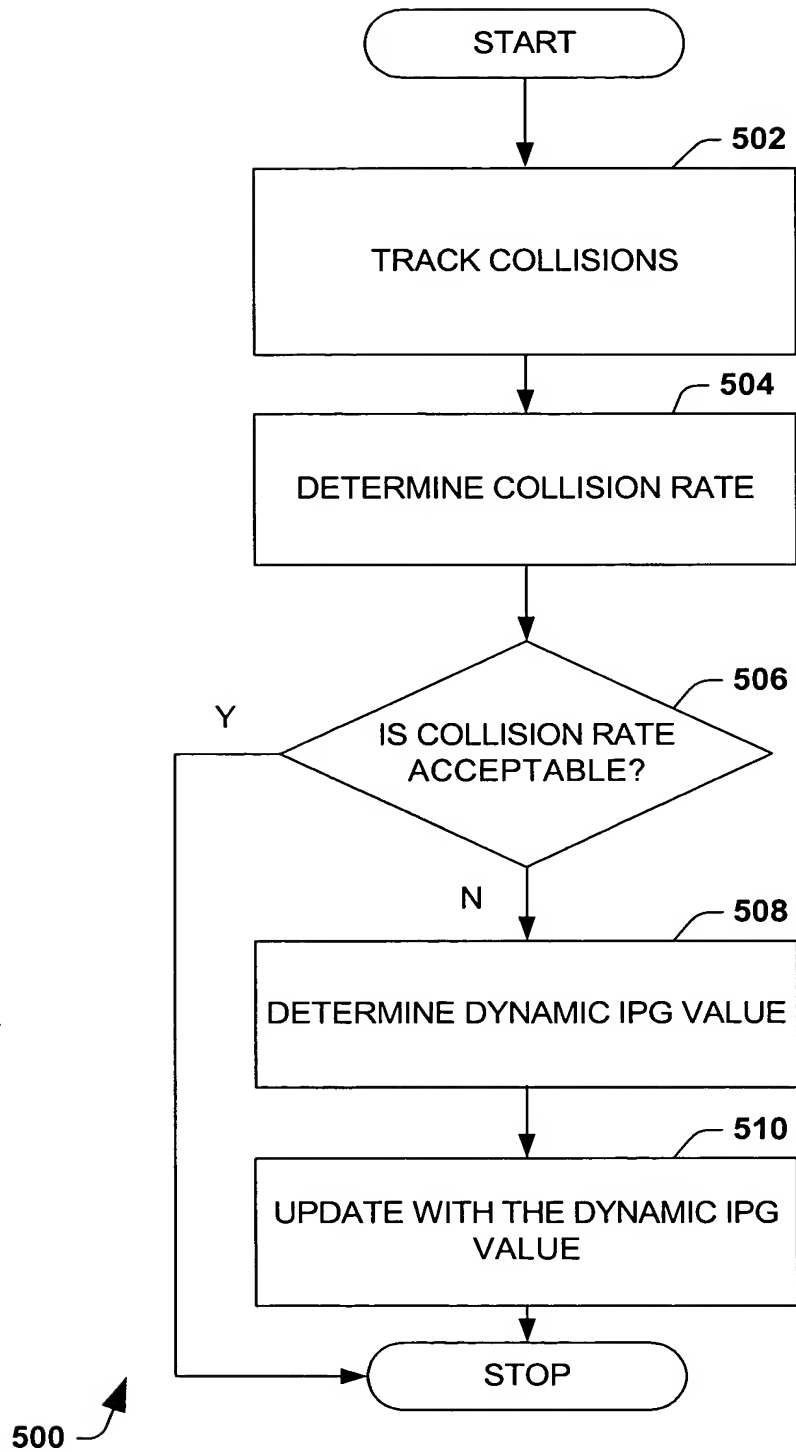 START
502
TRACK COLLISIONS
504
DETERMINE COLLISION RATE
506
Y
IS COLLISION RATE
ACCEPTABLE?
N
508
DETERMINE DYNAMIC IPG VALUE
510
UPDATE WITH THE DYNAMIC IPG
VALUE
STOP
500